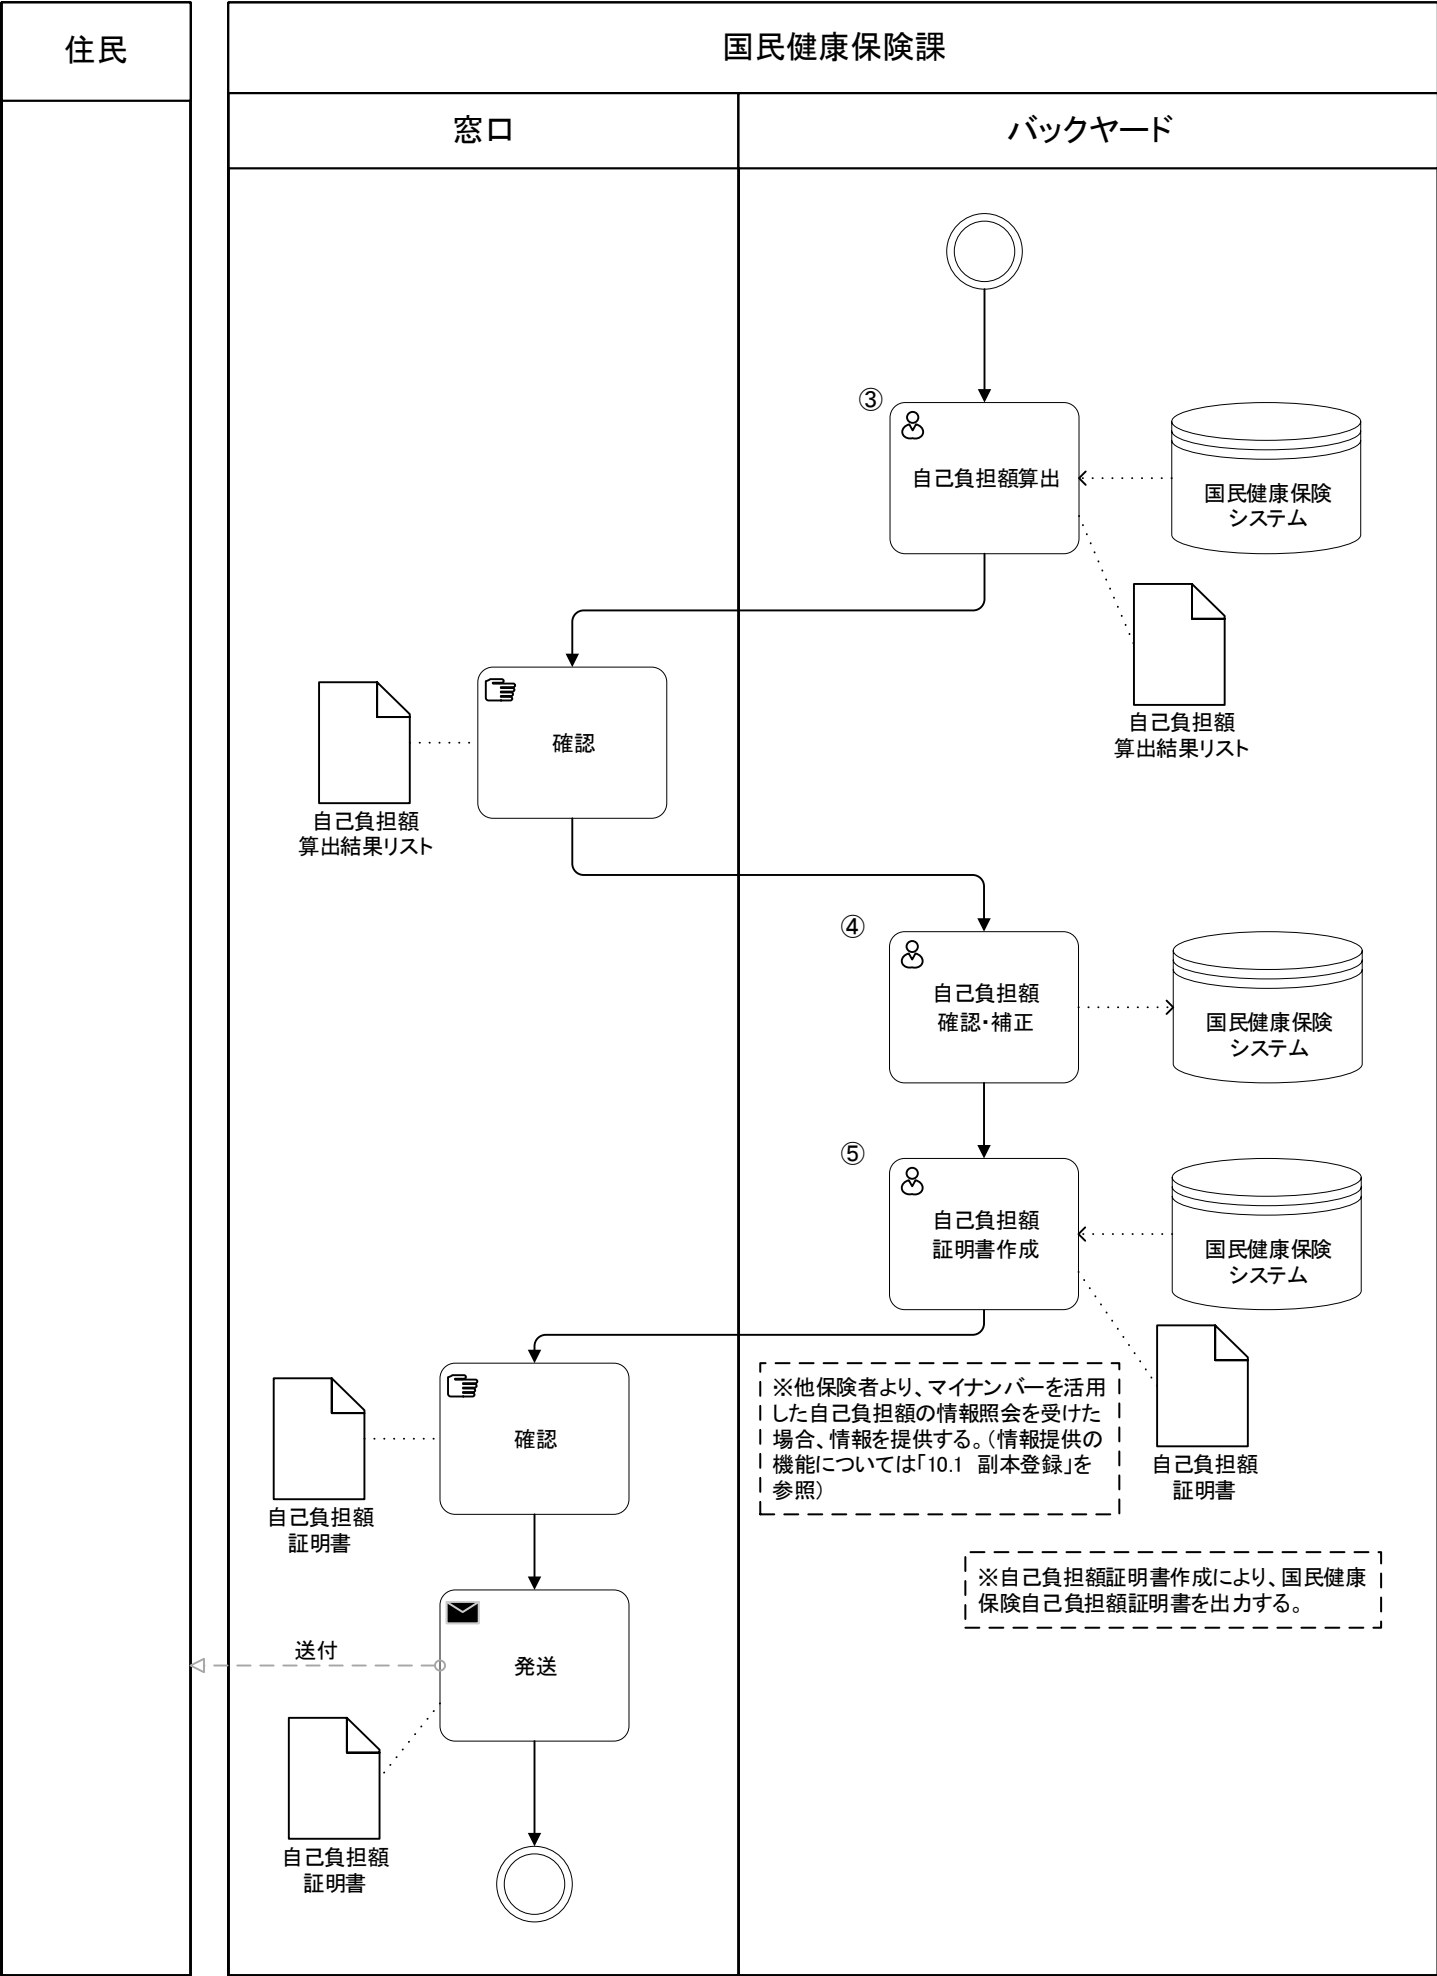 住民
国民健康保険課
窓口
バックヤード
③
自己負担額算出
国民健康保険
システム
自己負担額
算出結果リスト
確認
自己負担額
算出結果リスト
④
自己負担額
確認・補正
国民健康保険
システム
⑤
自己負担額
証明書作成
国民健康保険
システム
自己負担額
証明書
※他保険者より、マイナンバーを活用
した自己負担額の情報照会を受けた
場合、情報を提供する。（情報提供の
機能については「10.1 副本登録」を
参照）
確認
自己負担額
証明書
※自己負担額証明書作成により、国民健康
保険自己負担額証明書を出力する。
送付
発送
自己負担額
証明書